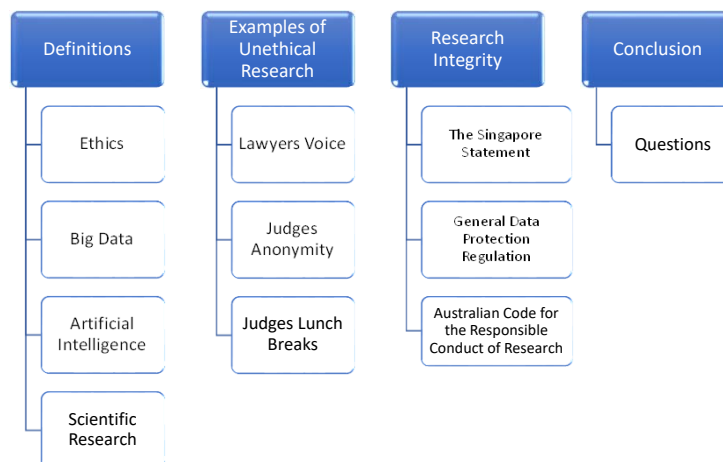 Definitions
Ethics
Big Data
Artificial
Intelligence
Scientific
Research
Examples of
Unethical
Research
Lawyers Voice
Judges
Anonymity
Judges Lunch
Breaks
Research
Integrity
The Singapore
Statement
General Data
Protection
Regulation
Australian Code for
the Responsible
Conduct of Research
Conclusion
Questions